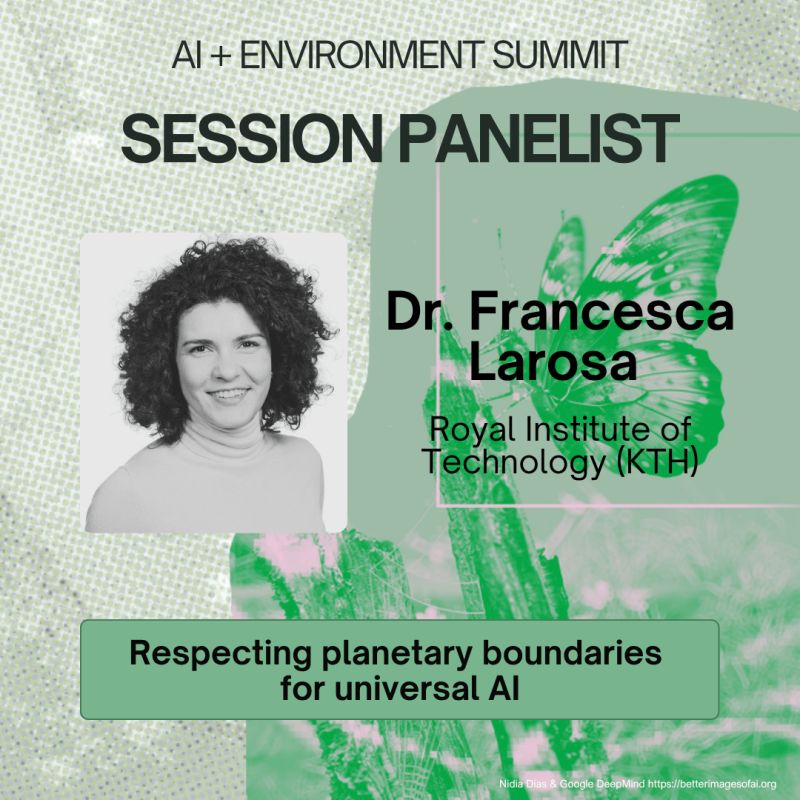 AI + ENVIRONMENT SUMMIT
SESSION PANELIST
Dr. Francesca
Larosa
Royal Institute of
Technology (KTH)
Respecting planetary boundaries
for universal AI
Nidia Dias & Google DeepMind https://betterimagesofai.org